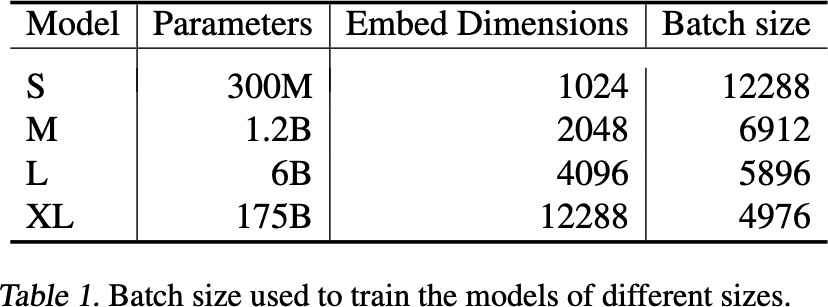 Model Parameters Embed Dimensions Batch size
S 300M 1024 12288
M 1.2B 2048 6912
L 6B 4096 5896
XL 175B 12288 4976
Table 1. Batch size used to train the models of different sizes.